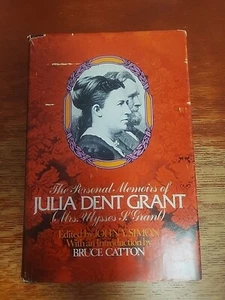 The Personal Memoirs of
JULIA DENT GRANT
(Mrs. Ulysses S. Grant)
Edited by JOHN Y. SIMON
With an Introduction by
BRUCE CATTON